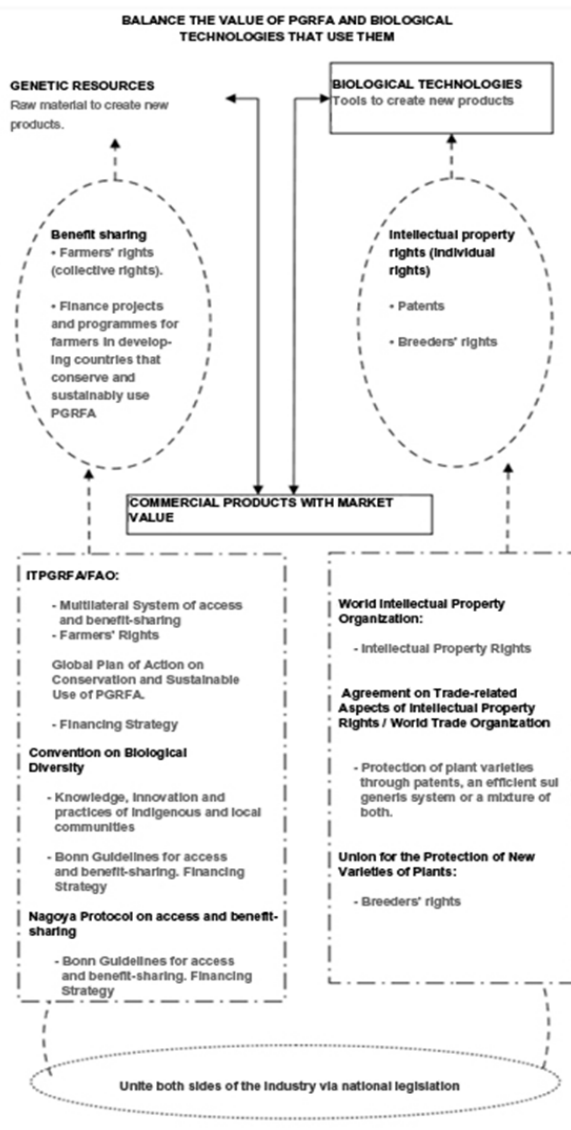 BALANCE THE VALUE OF PGRFA AND BIOLOGICAL
TECHNOLOGIES THAT USE THEM
GENETIC RESOURCES
Raw material to create new
products.
BIOLOGICAL TECHNOLOGIES
Tools to create new products
Benefit sharing
• Farmers' rights
(collective rights).
• Finance projects
and programmes for
farmers in develop-
ing countries that
conserve and
sustainably use
PGRFA
Intellectual property
rights (individual
rights)
• Patents
• Breeders' rights
COMMERCIAL PRODUCTS WITH MARKET
VALUE
ITPGRFA/FAO:
- Multilateral System of access
and benefit-sharing
- Farmers' Rights
Global Plan of Action on
Conservation and Sustainable
Use of PGRFA.
- Financing Strategy
Convention on Biological
Diversity
- Knowledge, innovation and
practices of indigenous and local
communities
- Bonn Guidelines for access
and benefit-sharing. Financing
Strategy
Nagoya Protocol on access and benefit-
sharing
- Bonn Guidelines for access
and benefit-sharing. Financing
Strategy
World Intellectual Property
Organization:
- Intellectual Property Rights
Agreement on Trade-related
Aspects of Intellectual Property
Rights / World Trade Organization
- Protection of plant varieties
through patents, an efficient sui
generis system or a mixture of
both.
Union for the Protection of New
Varieties of Plants:
- Breeders' rights
Unite both sides of the industry via national legislation